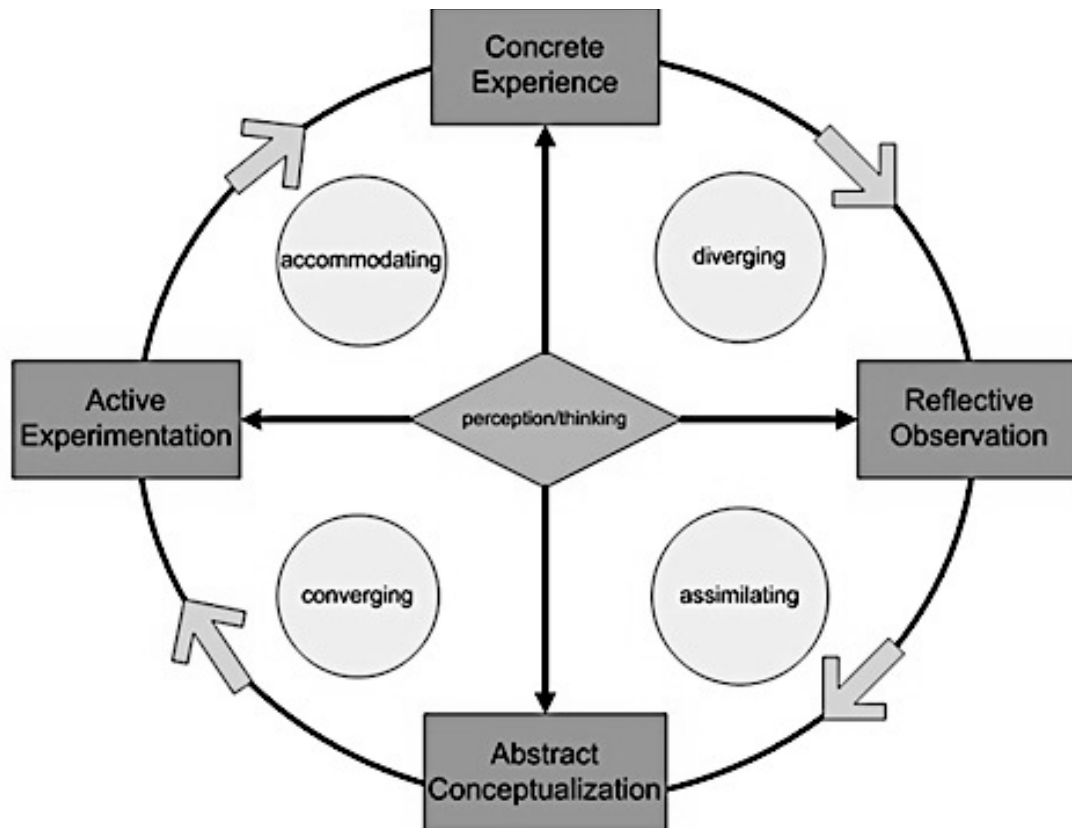 Concrete
Experience
accommodating
diverging
Active
Experimentation
perception/thinking
Reflective
Observation
converging
assimilating
Abstract
Conceptualization